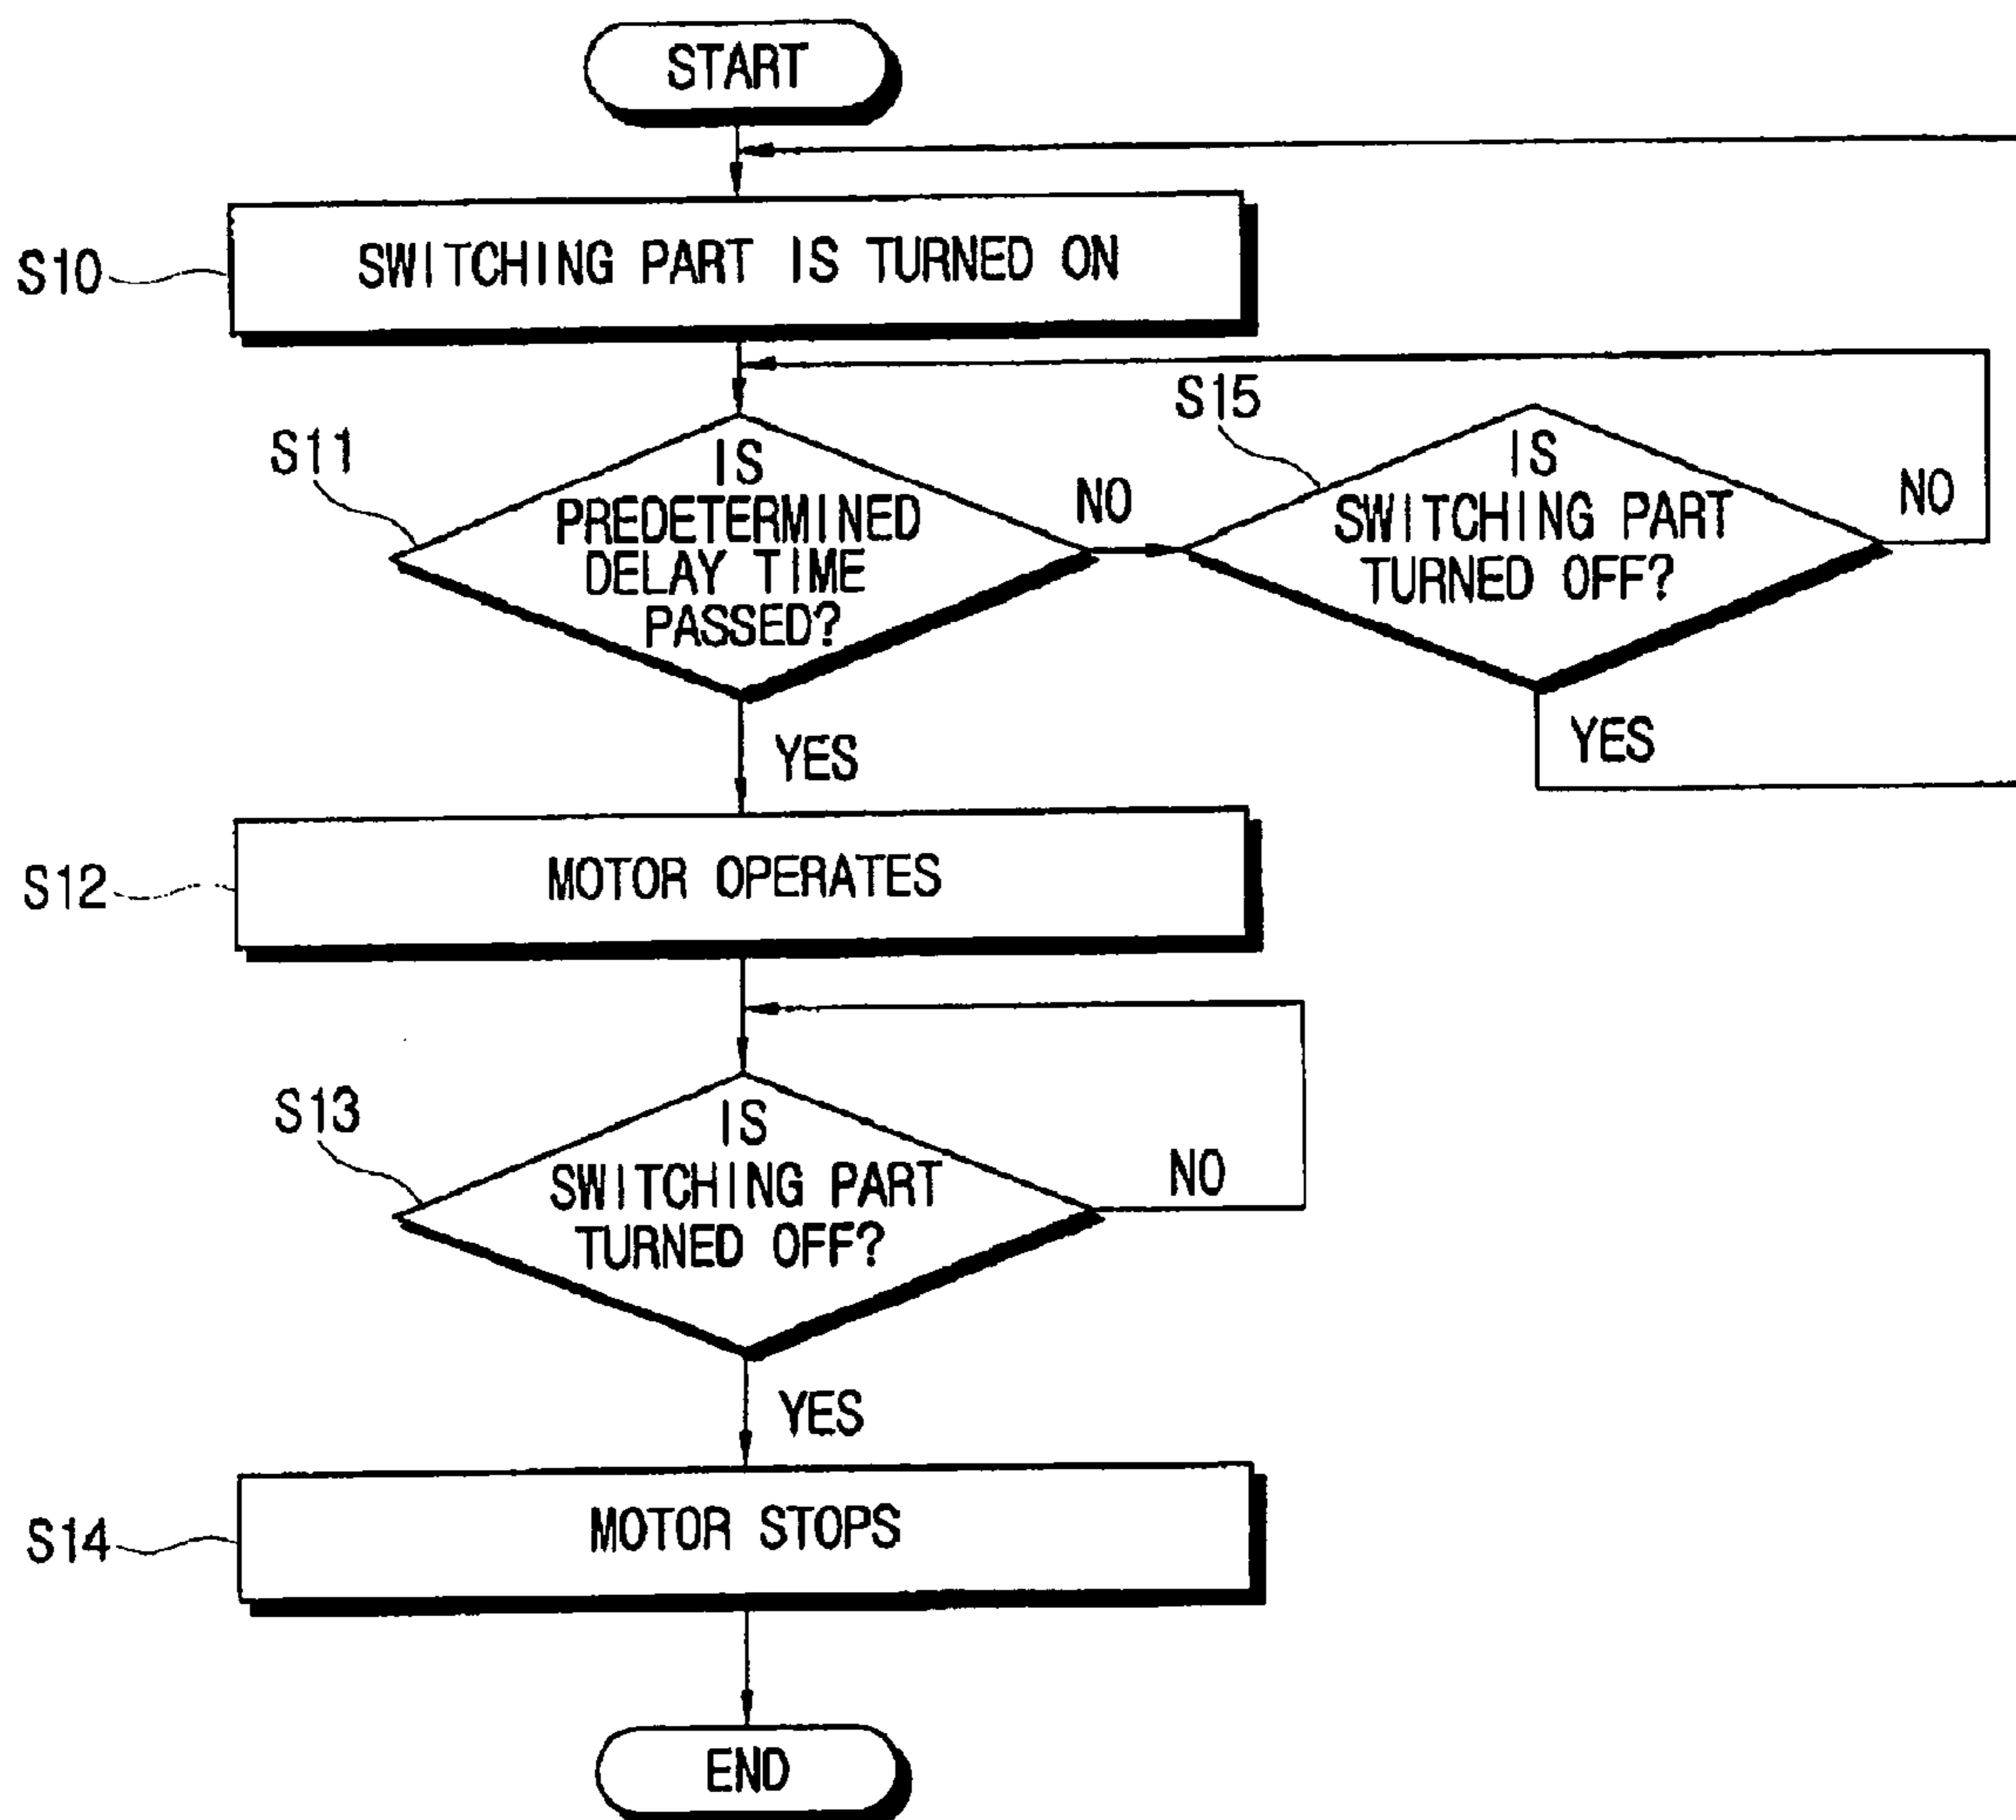 START
S10
SWITCHING PART IS TURNED ON
S11
IS
PREDETERMINED
DELAY TIME
PASSED?
NO
S15
IS
SWITCHING PART
TURNED OFF?
NO
YES
YES
S12
MOTOR OPERATES
S13
IS
SWITCHING PART
TURNED OFF?
NO
YES
S14
MOTOR STOPS
END